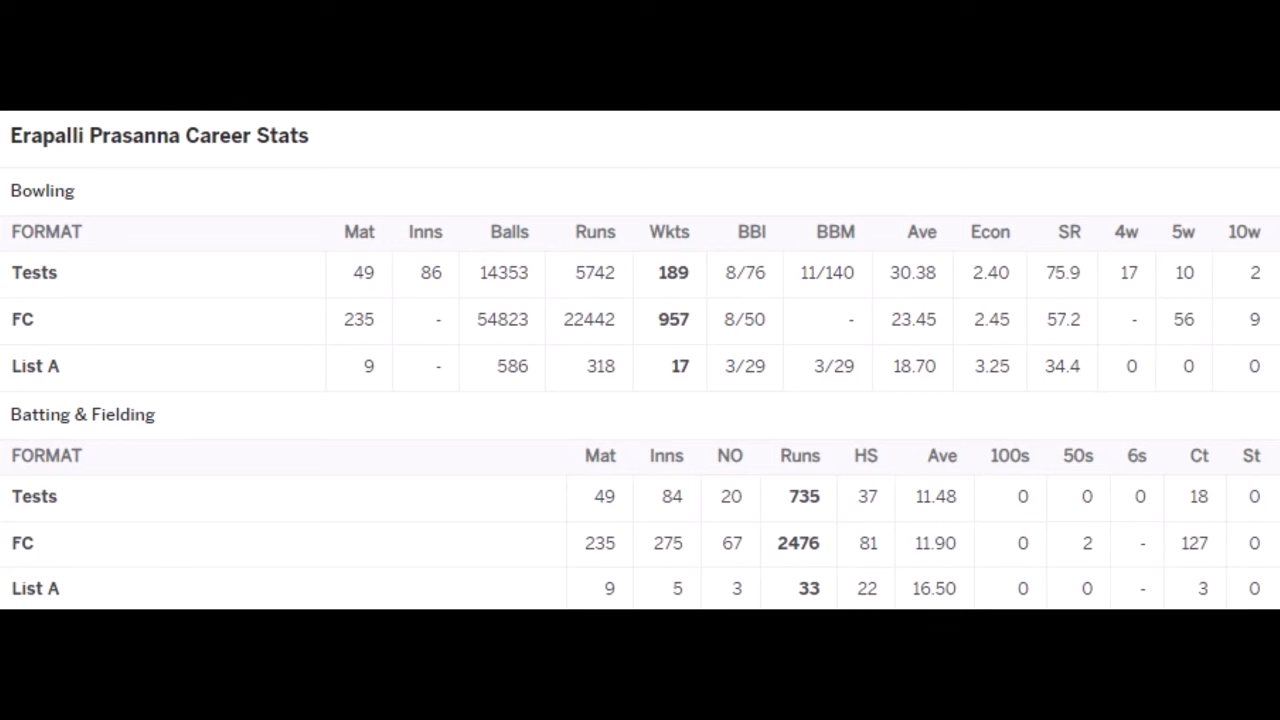 Erapalli Prasanna Career Stats
Bowling
FORMAT Mat Inns Balls Runs Wkts BBI BBM Ave Econ SR 4w 5w 10w
Tests 49 86 14353 5742 189 8/76 11/140 30.38 2.40 75.9 17 10 2
FC 235 - 54823 22442 957 8/50 - 23.45 2.45 57.2 - 56 9
List A 9 - 586 318 17 3/29 3/29 18.70 3.25 34.4 0 0 0
Batting & Fielding
FORMAT Mat Inns NO Runs HS Ave 100s 50s 6s Ct St
Tests 49 84 20 735 37 11.48 0 0 0 18 0
FC 235 275 67 2476 81 11.90 0 2 - 127 0
List A 9 5 3 33 22 16.50 0 0 - 3 0